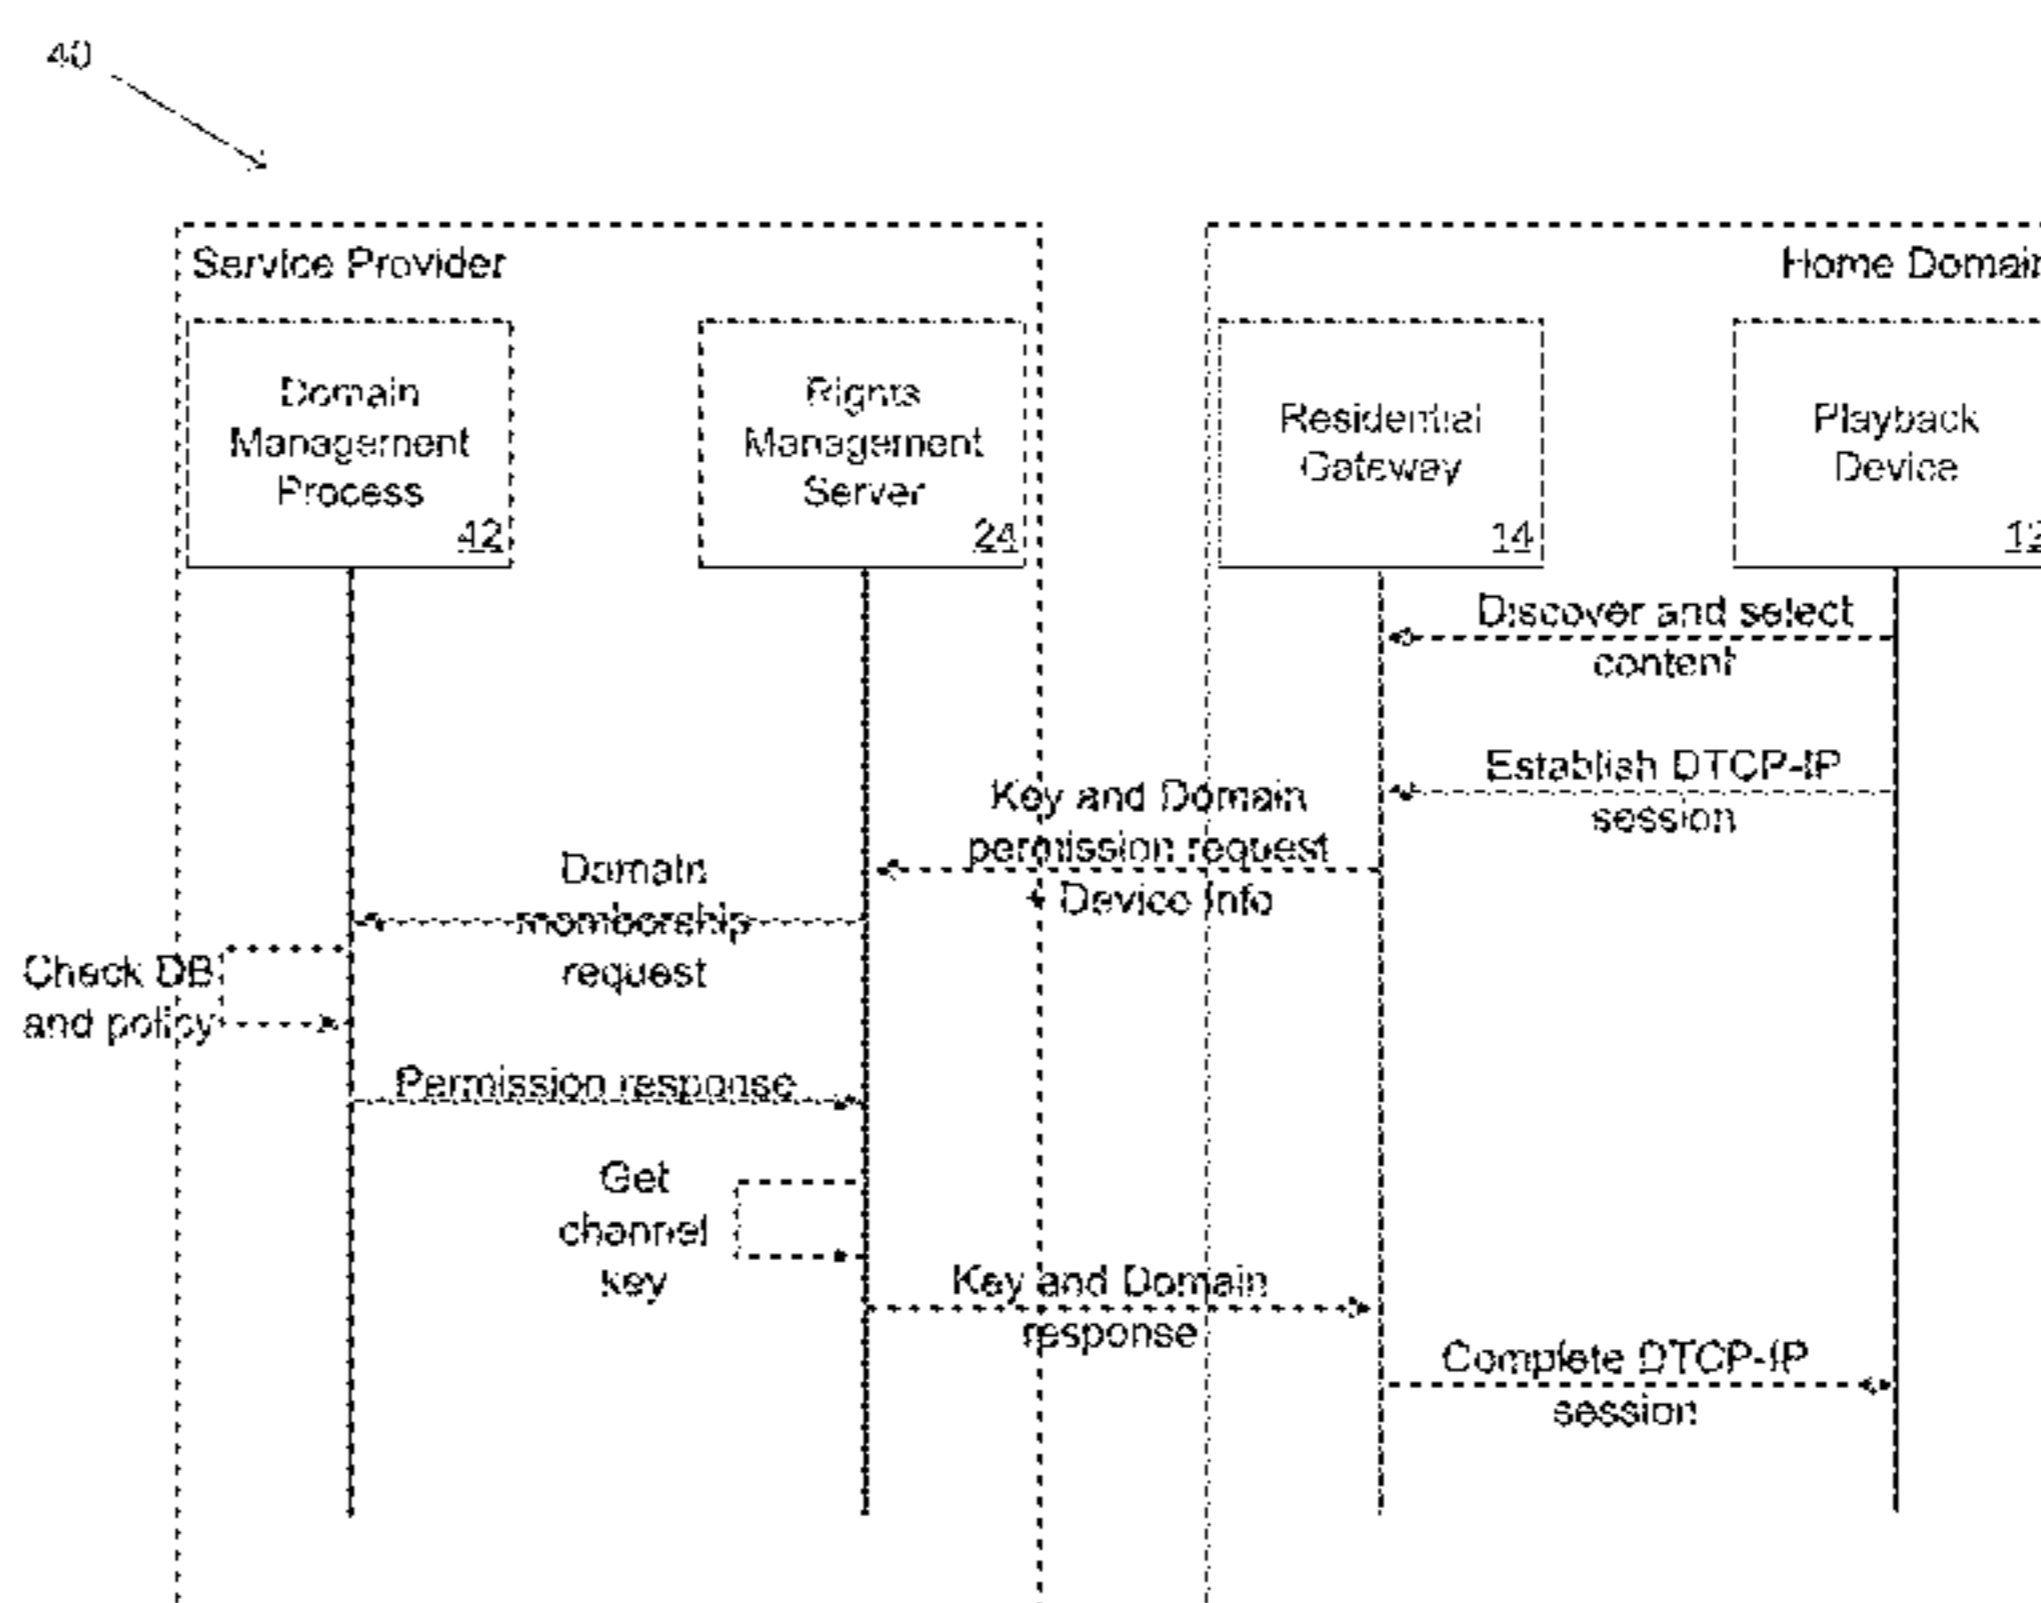 40
Service Provider
Home Domain
Domain
Management
Process
42
Rights
Management
Server
24
Residential
Gateway
14
Playback
Device
12
Discover and select
content
Establish DTCP-IP
session
Key and Domain
permission request
+ Device Info
Domain
membership
request
Check DB
and policy
Permission response
Get
channel
key
Key and Domain
response
Complete DTCP-IP
session